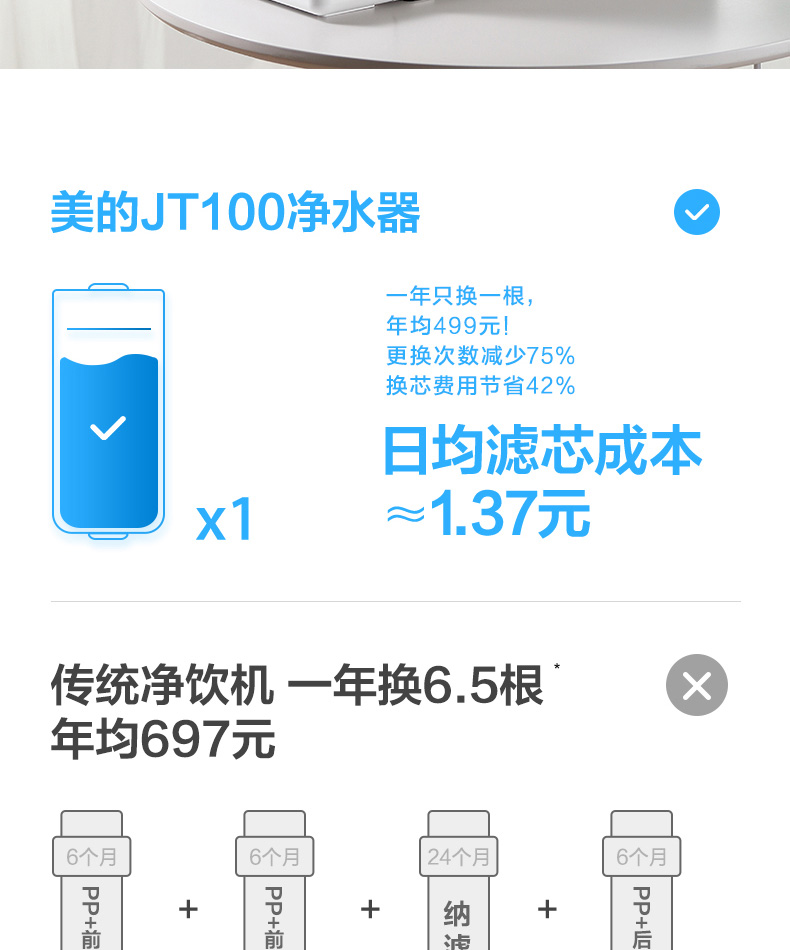 美的JT100净水器
一年只换一根，
年均499元！
更换次数减少75%
换芯费用节省42%
日均滤芯成本
≈1.37元
x1
传统净饮机 一年换6.5根*
年均697元
6个月 6个月 24个月 6个月
PP+前 + PP+前 + 纳滤 + PP+后